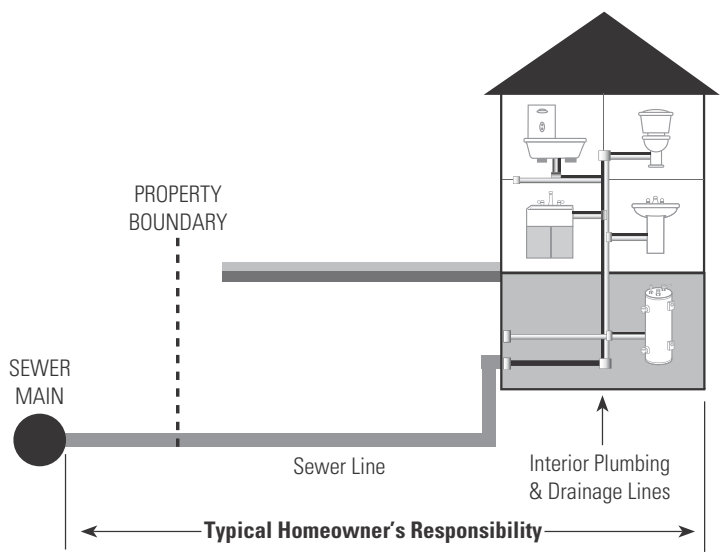 PROPERTY
BOUNDARY
SEWER
MAIN
Sewer Line
Interior Plumbing
& Drainage Lines
Typical Homeowner's Responsibility